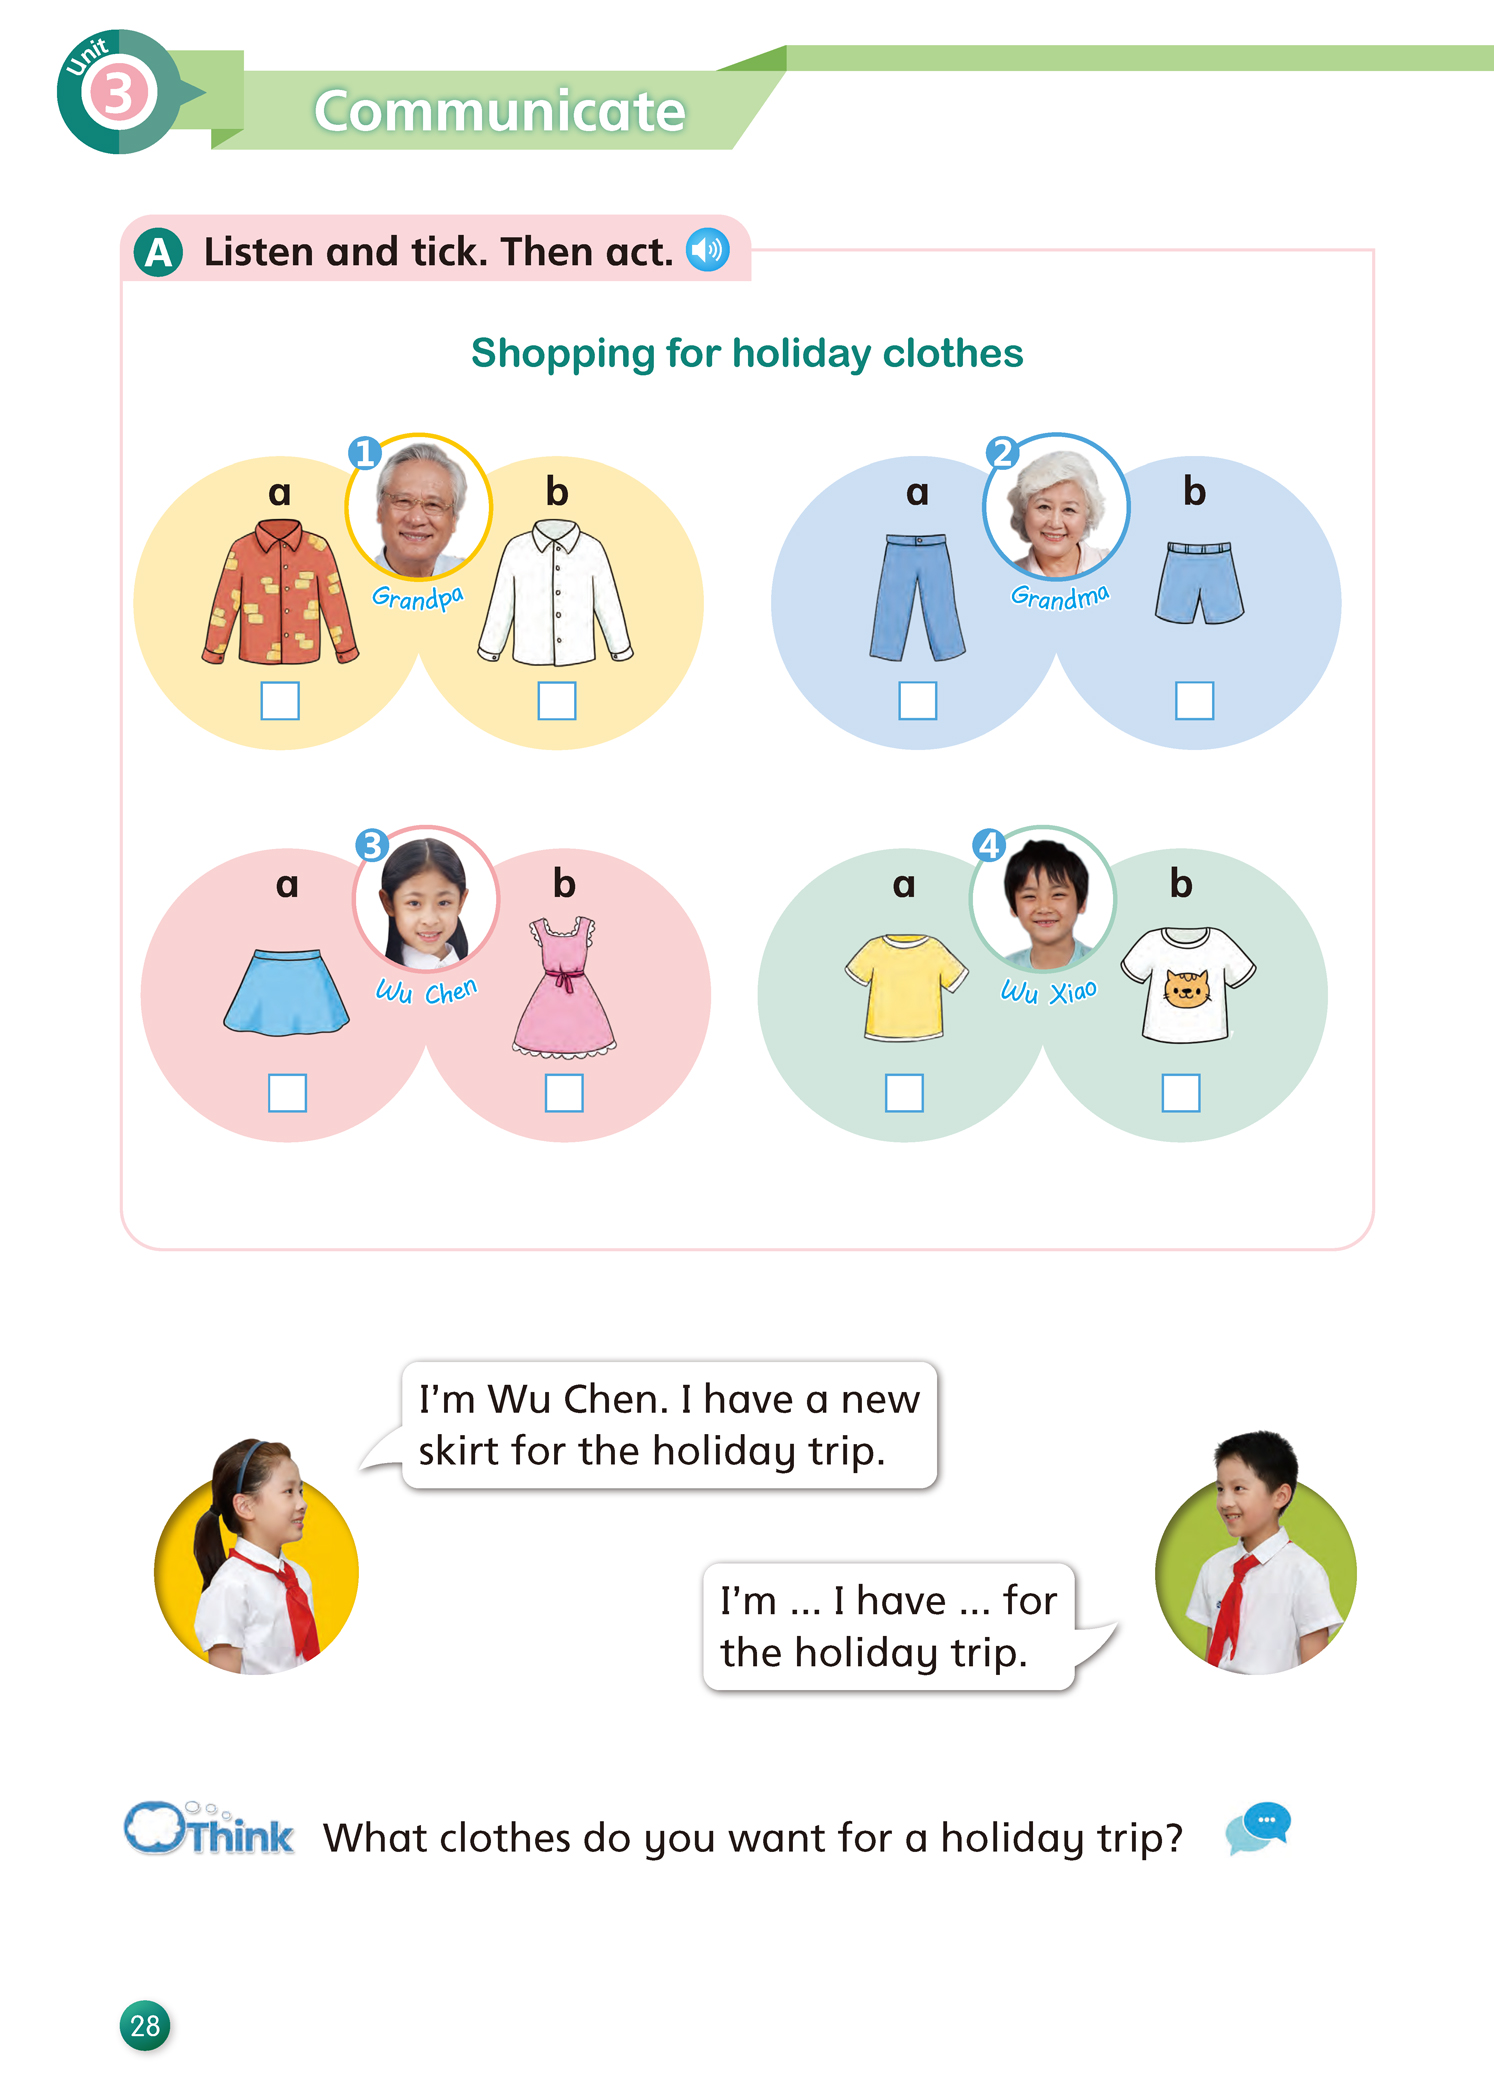 Unit
3
Communicate
A Listen and tick. Then act.
Shopping for holiday clothes
1
a
b
Grandpa
2
a
b
Grandma
3
a
b
Wu Chen
4
a
b
Wu Xiao
I'm Wu Chen. I have a new
skirt for the holiday trip.
I'm ... I have ... for
the holiday trip.
Think What clothes do you want for a holiday trip?
28